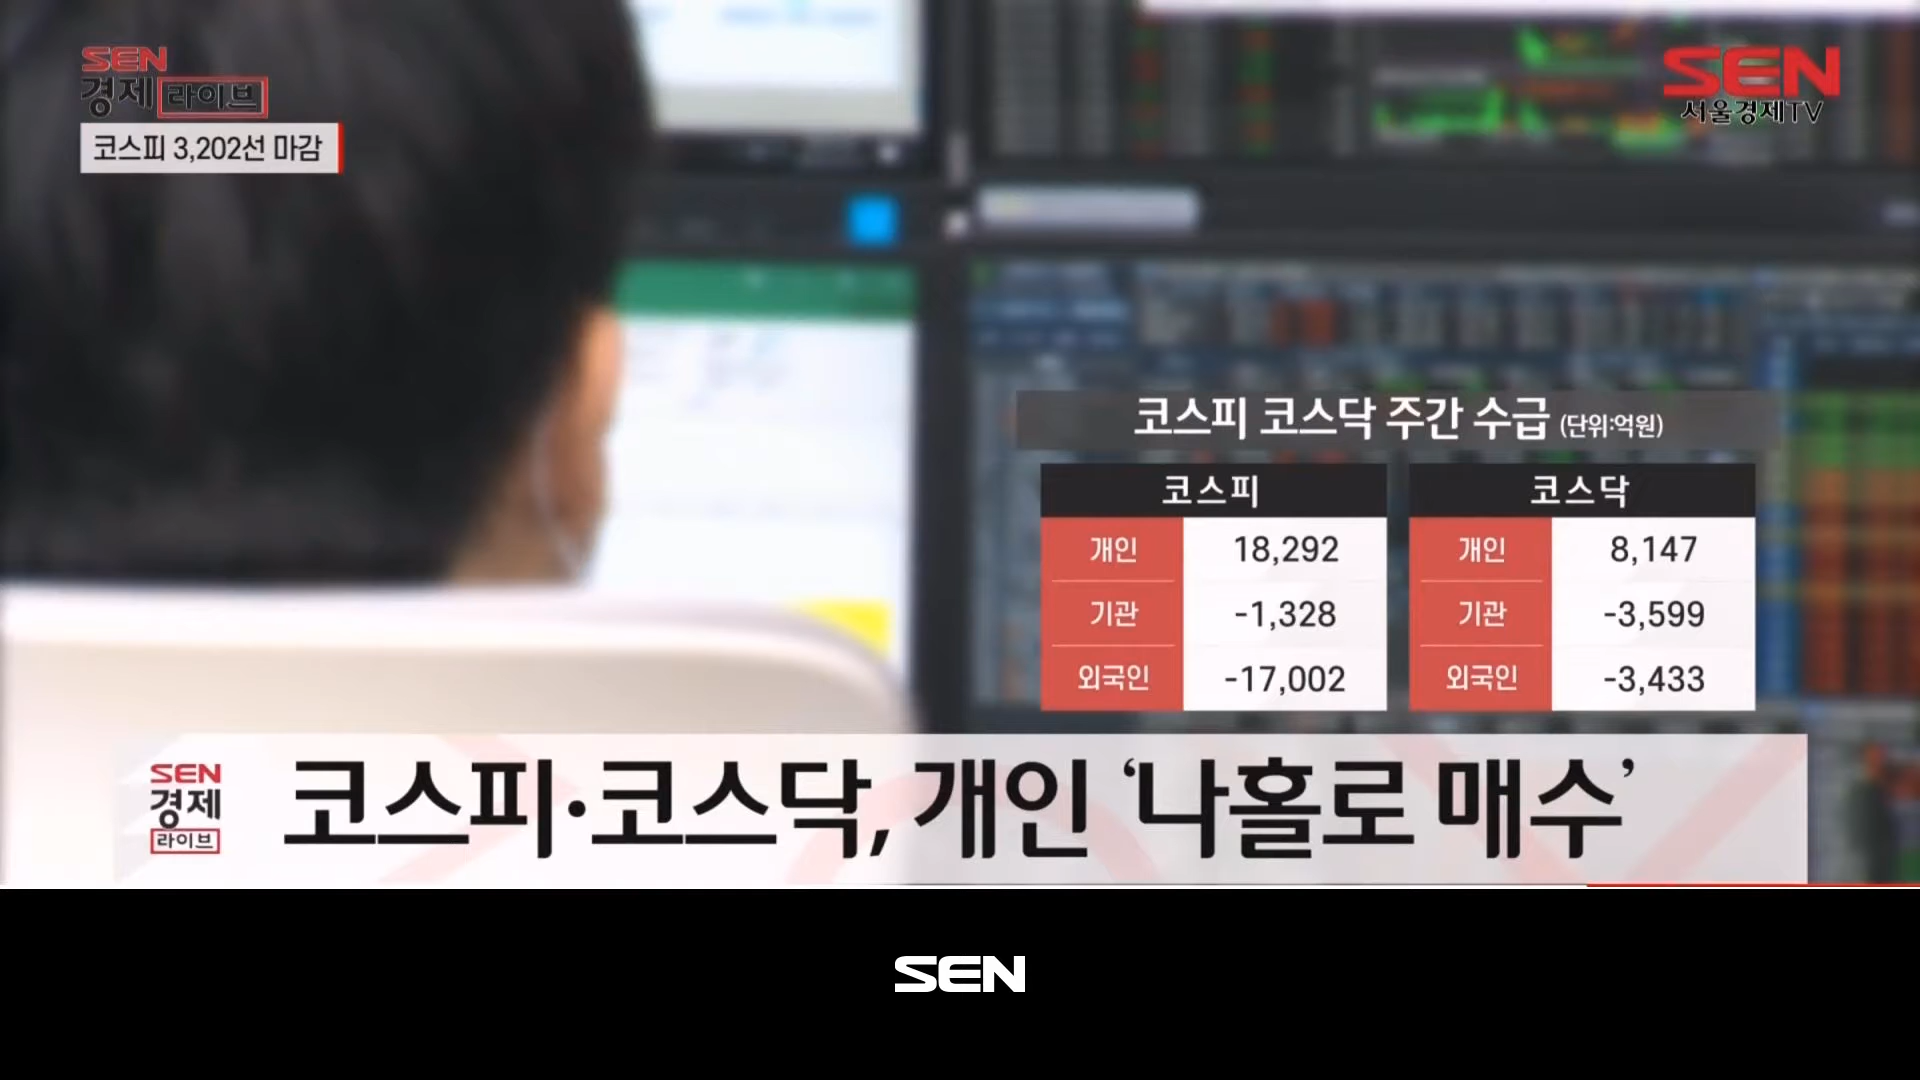 SEN
경제 라이브
코스피 3,202선 마감
SEN
서울경제TV
코스피 코스닥 주간 수급 (단위:억원)
코스피
개인 18,292
기관 -1,328
외국인 -17,002
코스닥
개인 8,147
기관 -3,599
외국인 -3,433
SEN
경제
라이브
코스피·코스닥, 개인 ‘나홀로 매수’
SEN